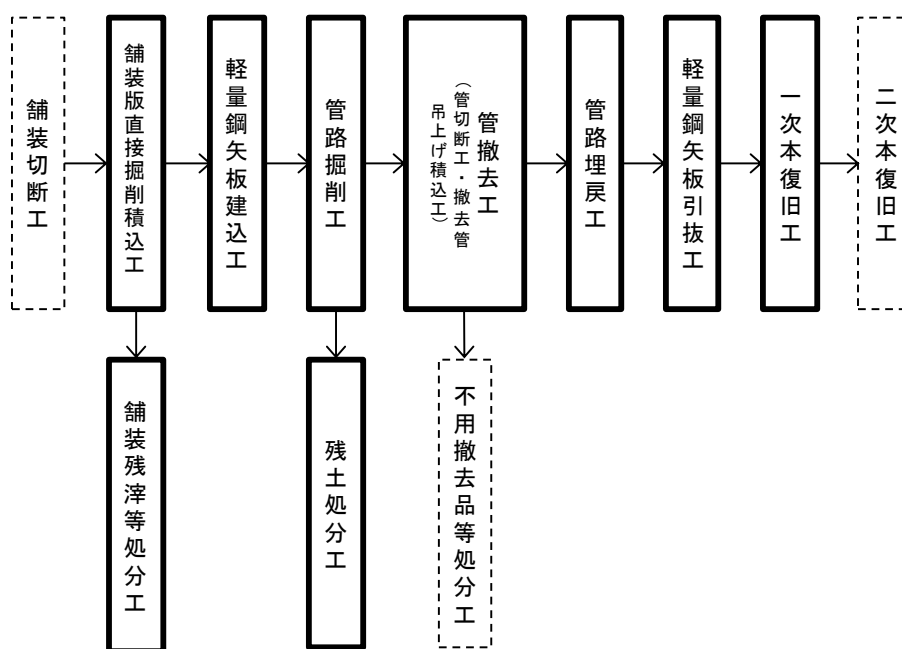 舗装切断工
舗装版直接掘削積込工
軽量鋼矢板建込工
管路掘削工
管撤去工
（管切断工・撤去管
吊上げ積込工）
管路埋戻工
軽量鋼矢板引抜工
一次本復旧工
二次本復旧工
舗装残滓等処分工
残土処分工
不用撤去品等処分工